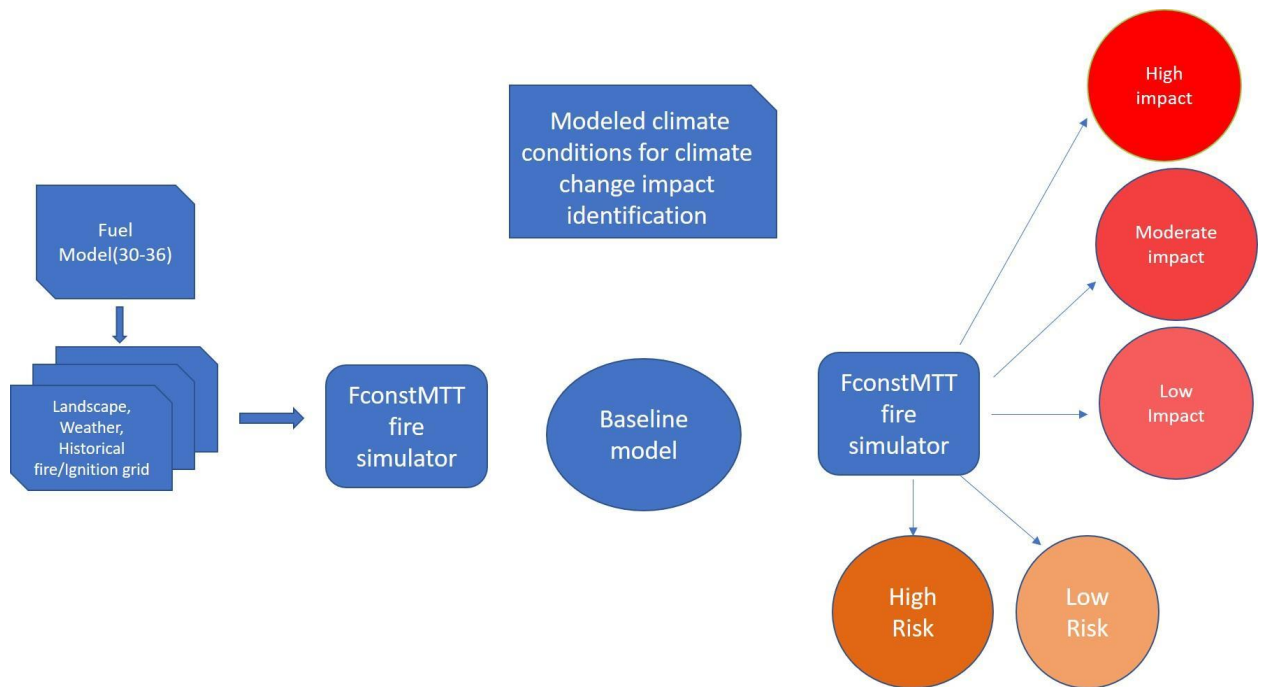 Fuel
Model(30-36)
Landscape,
Weather,
Historical
fire/Ignition grid
FconstMTT
fire
simulator
Modeled climate
conditions for climate
change impact
identification
Baseline
model
FconstMTT
fire
simulator
High
impact
Moderate
impact
Low
Impact
High
Risk
Low
Risk